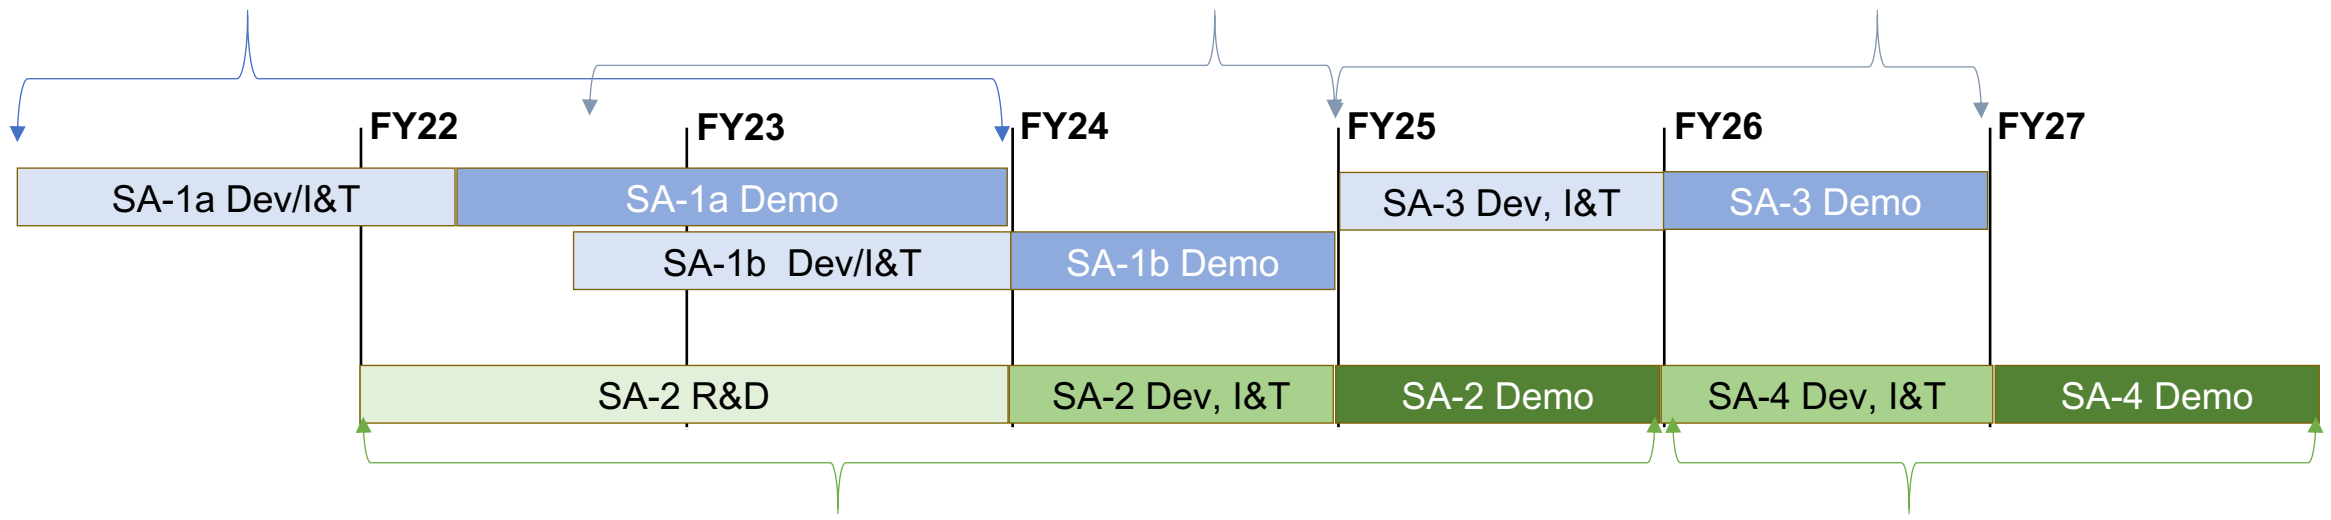 FY22
FY23
FY24
FY25
FY26
FY27
SA-1a Dev/I&T
SA-1a Demo
SA-3 Dev, I&T
SA-3 Demo
SA-1b  Dev/I&T
SA-1b Demo
SA-2 R&D
SA-2 Dev, I&T
SA-2 Demo
SA-4 Dev, I&T
SA-4 Demo